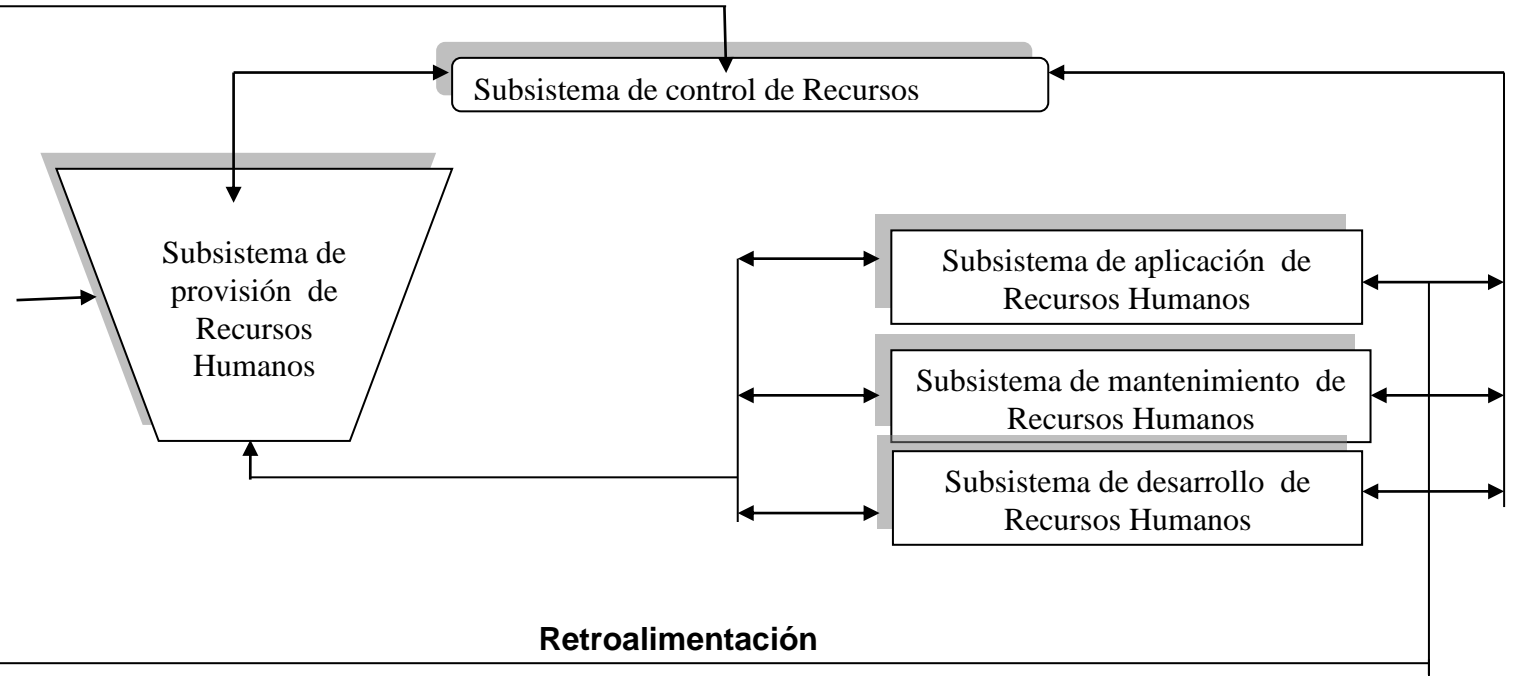 Subsistema de control de Recursos
Subsistema de
provisión de
Recursos
Humanos
Subsistema de aplicación de
Recursos Humanos
Subsistema de mantenimiento de
Recursos Humanos
Subsistema de desarrollo de
Recursos Humanos
Retroalimentación